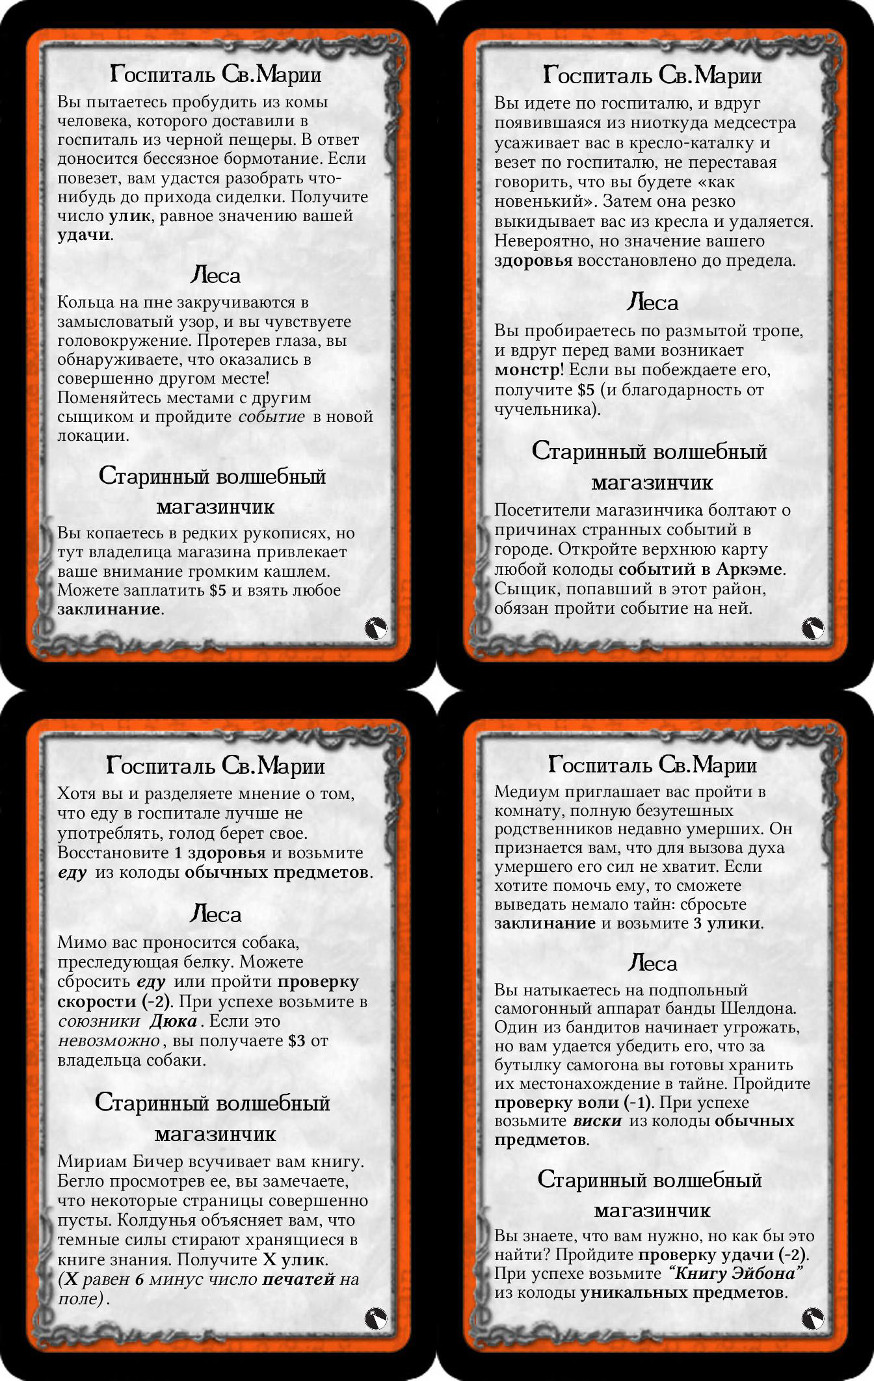 Госпиталь Св.Марии
Вы пытаетесь пробудить из комы
человека, которого доставили в
госпиталь из черной пещеры. В ответ
доносится бессязное бормотание. Если
повезет, вам удастся разобрать что-
нибудь до прихода сиделки. Получите
число улик, равное значению вашей
удачи.
Леса
Кольца на пне закручиваются в
замысловатый узор, и вы чувствуете
головокружение. Протерев глаза, вы
обнаруживаете, что оказались в
совершенно другом месте!
Поменяйтесь местами с другим
сыщиком и пройдите событие в новой
локации.
Старинный волшебный
магазинчик
Вы копаетесь в редких рукописях, но
тут владелица магазина привлекает
ваше внимание громким кашлем.
Можете заплатить $5 и взять любое
заклинание.
Госпиталь Св.Марии
Вы идете по госпиталю, и вдруг
появившаяся из ниоткуда медсестра
усаживает вас в кресло-каталку и
везет по госпиталю, не переставая
говорить, что вы будете «как
новенький». Затем она резко
выкидывает вас из кресла и удаляется.
Невероятно, но значение вашего
здоровья восстановлено до предела.
Леса
Вы пробираетесь по размытой тропе,
и вдруг перед вами возникает
монстр! Если вы побеждаете его,
получите $5 (и благодарность от
чучельника).
Старинный волшебный
магазинчик
Посетители магазинчика болтают о
причинах странных событий в
городе. Откройте верхнюю карту
любой колоды событий в Аркэме.
Сыщик, попавший в этот район,
обязан пройти событие на ней.
Госпиталь Св.Марии
Хотя вы и разделяете мнение о том,
что еду в госпитале лучше не
употреблять, голод берет свое.
Восстановите 1 здоровья и возьмите
еду из колоды обычных предметов.
Леса
Мимо вас проносится собака,
преследующая белку. Можете
сбросить еду или пройти проверку
скорости (-2). При успехе возьмите в
союзники Дюка. Если это
невозможно, вы получаете $3 от
владельца собаки.
Старинный волшебный
магазинчик
Мириам Бичер всучивает вам книгу.
Бегло просмотрев ее, вы замечаете,
что некоторые страницы совершенно
пусты. Колдунья объясняет вам, что
темные силы стирают хранящиеся в
книге знания. Получите X улик.
(X равен 6 минус число печатей на
поле).
Госпиталь Св.Марии
Медиум приглашает вас пройти в
комнату, полную безутешных
родственников недавно умерших. Он
признается вам, что для вызова духа
умершего его сил не хватит. Если
хотите помочь ему, то сможете
выведать немало тайн: сбросьте
заклинание и возьмите 3 улики.
Леса
Вы натыкаетесь на подпольный
самогонный аппарат банды Шелдона.
Один из бандитов начинает угрожать,
но вам удается убедить его, что за
бутылку самогона вы готовы хранить
их местонахождение в тайне. Пройдите
проверку воли (-1). При успехе
возьмите виски из колоды обычных
предметов.
Старинный волшебный
магазинчик
Вы знаете, что вам нужно, но как бы это
найти? Пройдите проверку удачи (-2).
При успехе возьмите “Книгу Эйбона”
из колоды уникальных предметов.